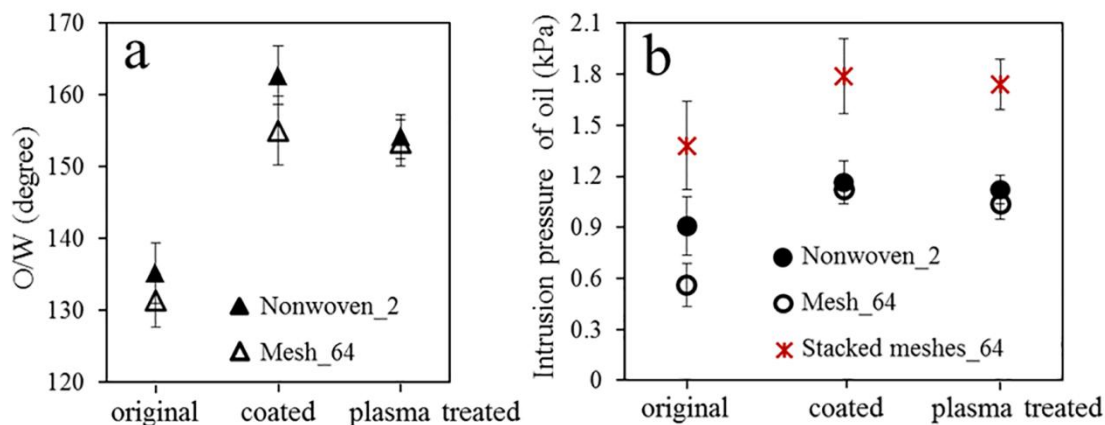 a
O/W (degree)
170
160
150
140
130
120
Nonwoven_2
Mesh_64
original coated plasma treated
b
Intrusion pressure of oil (kPa)
2.1
1.8
1.5
1.2
0.9
0.6
0.3
0
Nonwoven_2
Mesh_64
Stacked meshes_64
original coated plasma treated